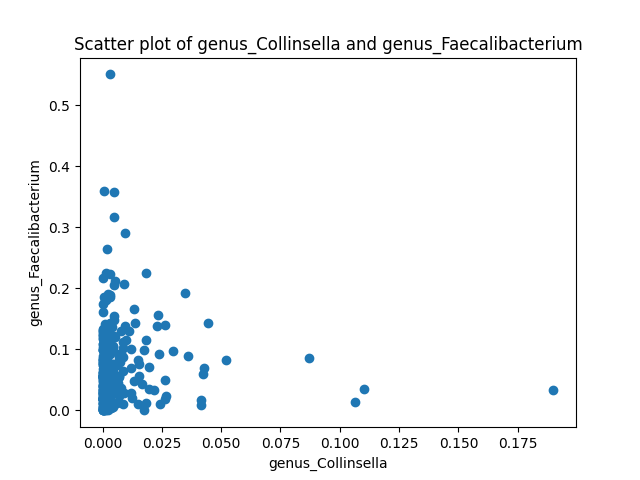 Scatter plot of genus_Collinsella and genus_Faecalibacterium
genus_Faecalibacterium
0.5
0.4
0.3
0.2
0.1
0.0
0.000 0.025 0.050 0.075 0.100 0.125 0.150 0.175
genus_Collinsella